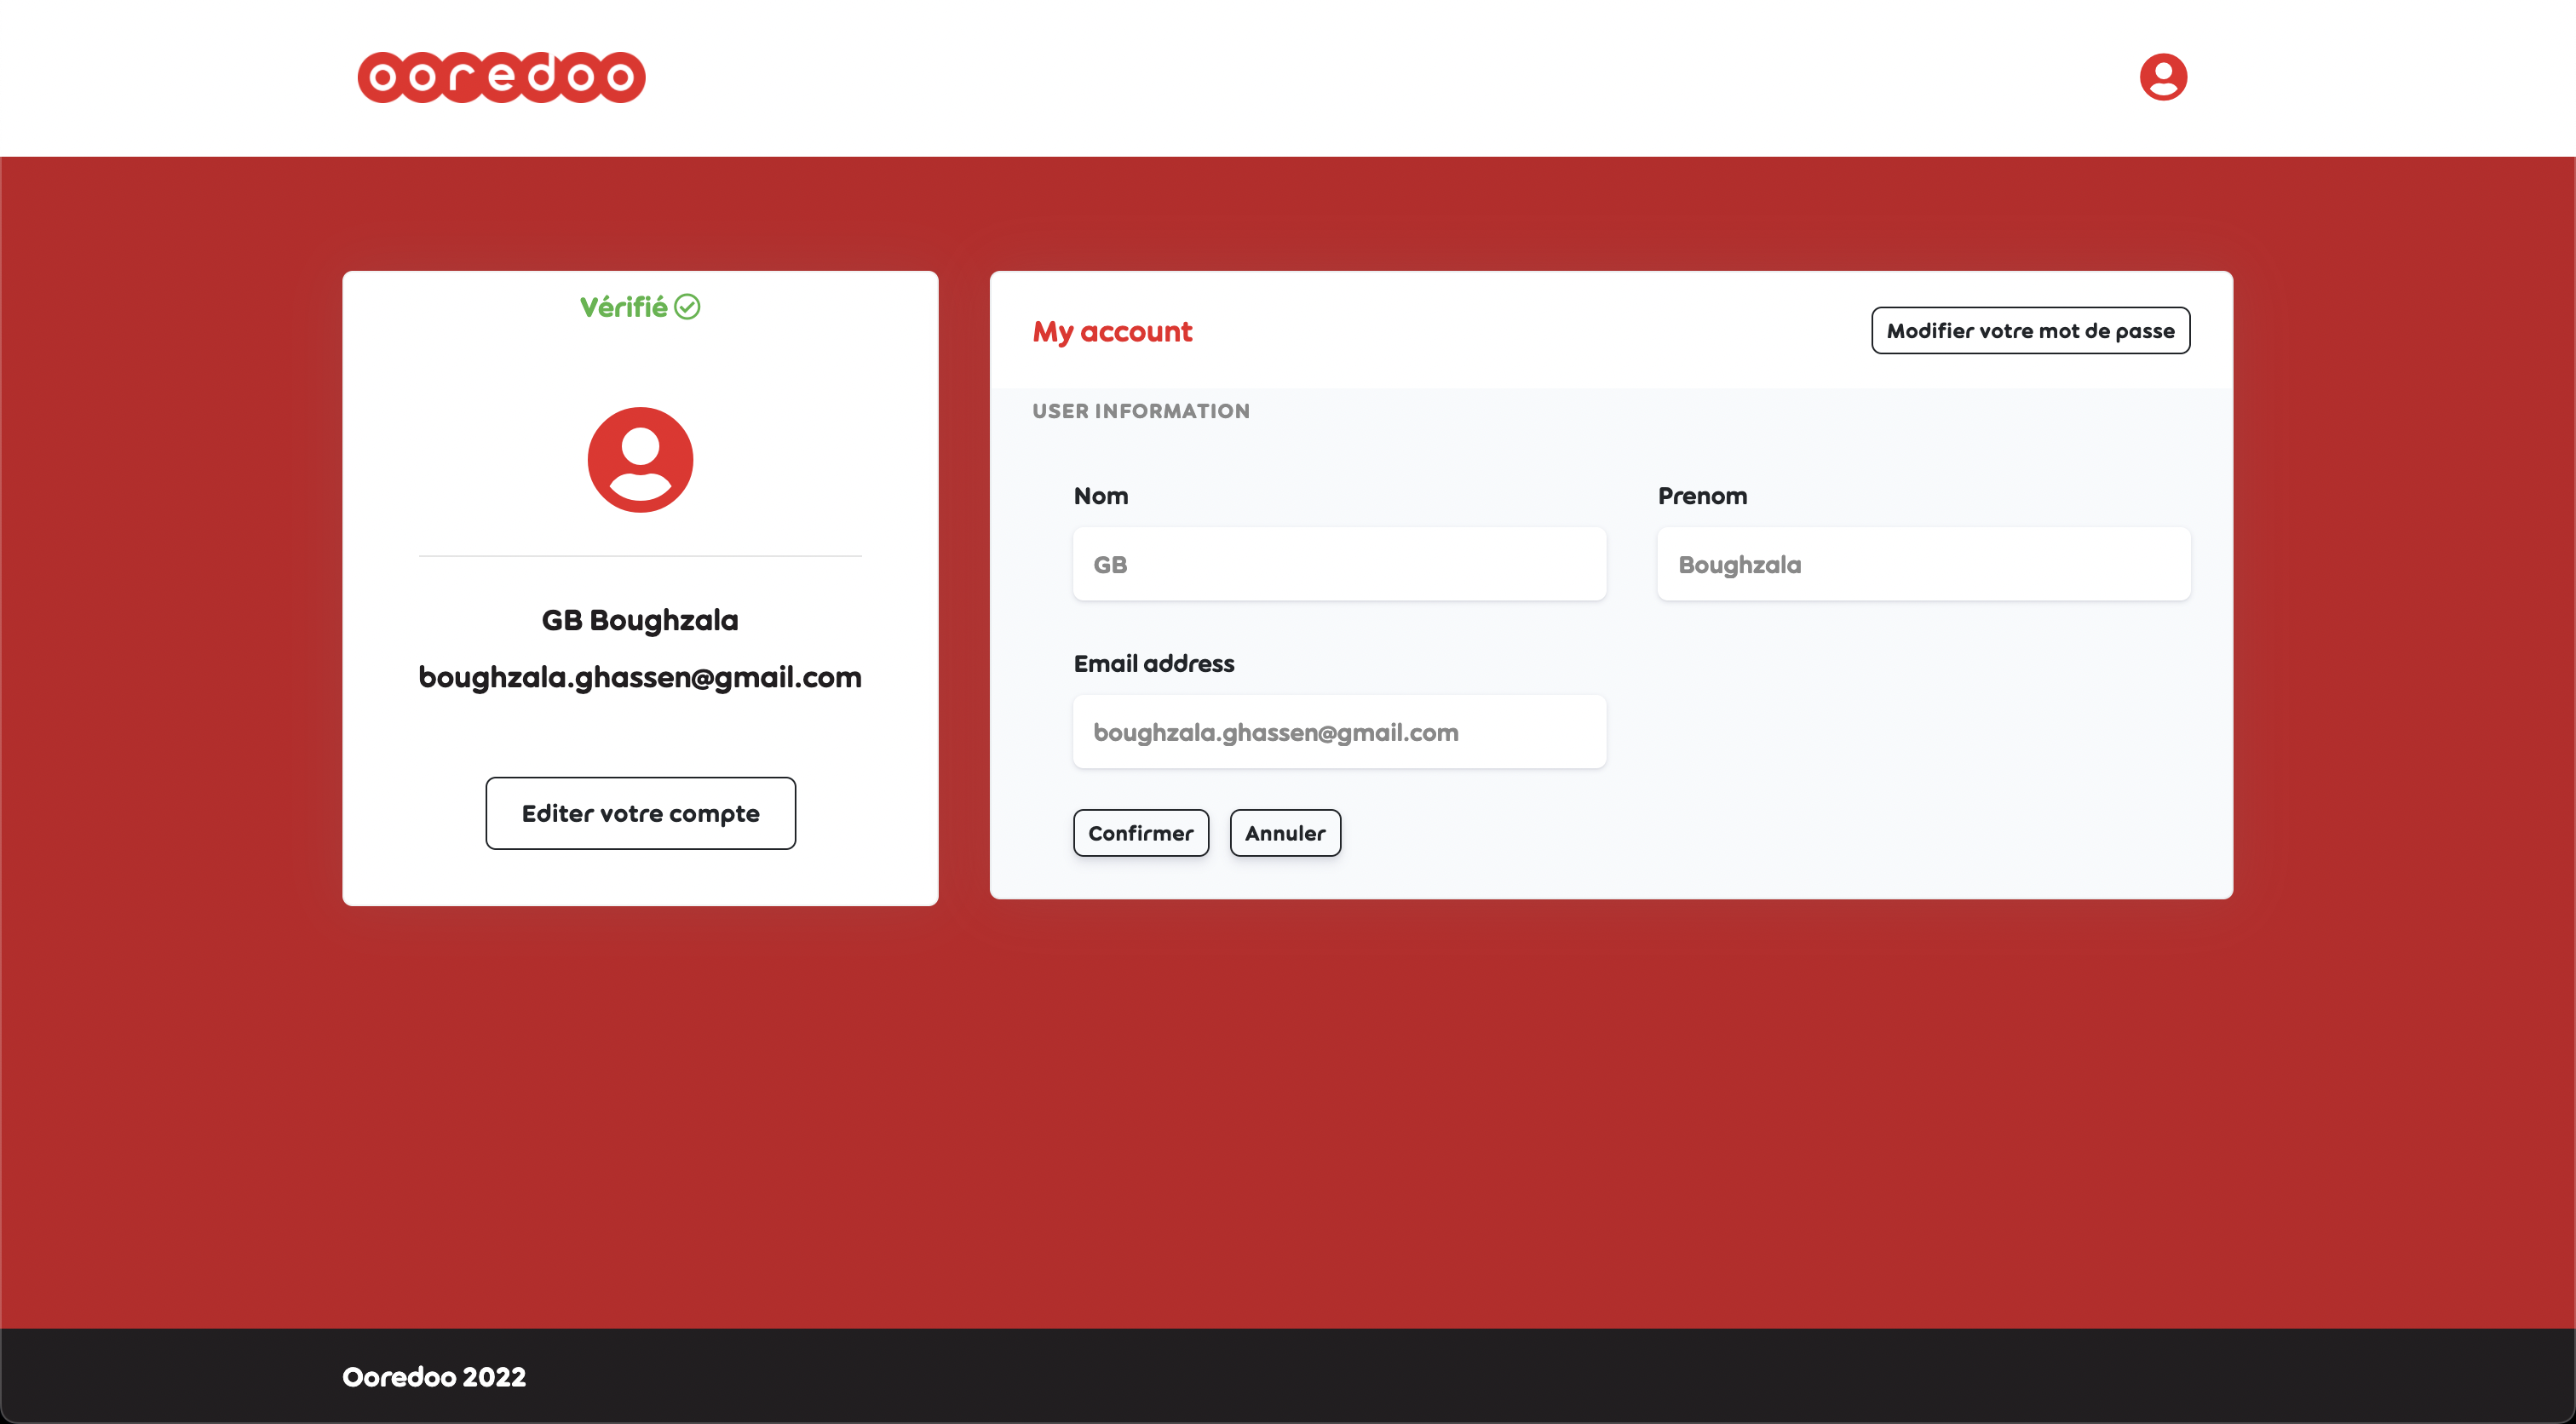 ooredoo
Vérifié
GB Boughzala
boughzala.ghassen@gmail.com
Editer votre compte
My account
Modifier votre mot de passe
USER INFORMATION
Nom
Prenom
GB
Boughzala
Email address
boughzala.ghassen@gmail.com
Confirmer
Annuler
Ooredoo 2022